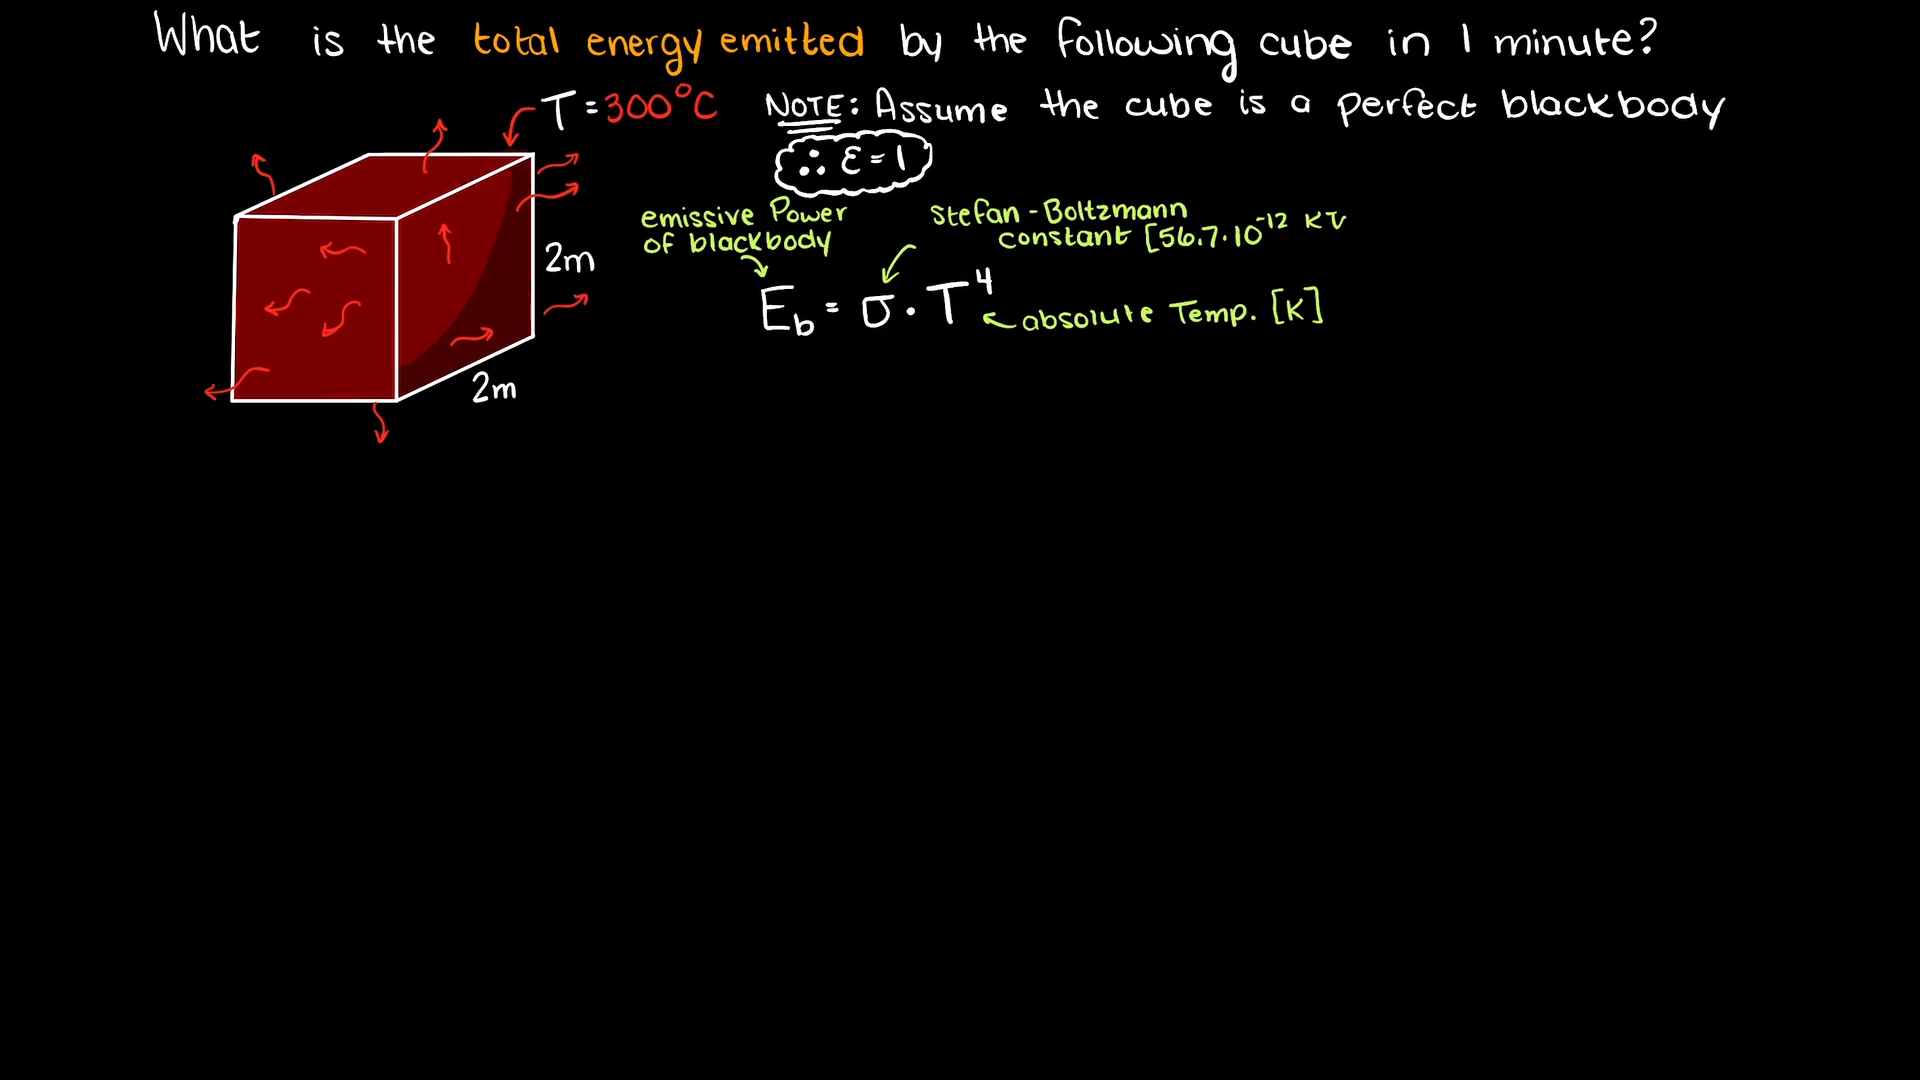 What is the total energy emitted by the following cube in 1 minute?
T = 300°C
NOTE: Assume the cube is a perfect blackbody
∴ ε = 1
emissive Power
of blackbody
Stefan-Boltzmann
constant [56.7·10⁻¹² K
E_b = σ · T⁴
absolute Temp. [K]
2m
2m